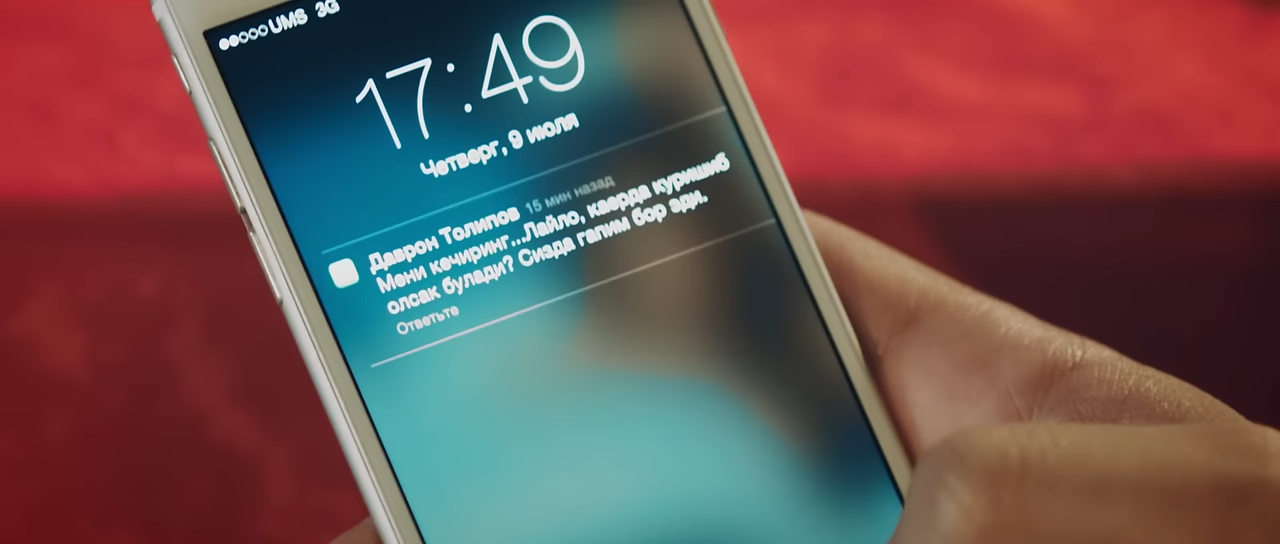 UMS 3G
17:49
Четверг, 9 июля
Даврон Толипов 15 мин назад
Мени кечиринг...Лайло, каерда куришиб
олсак булади? Сизда гапим бор эди.
Ответьте